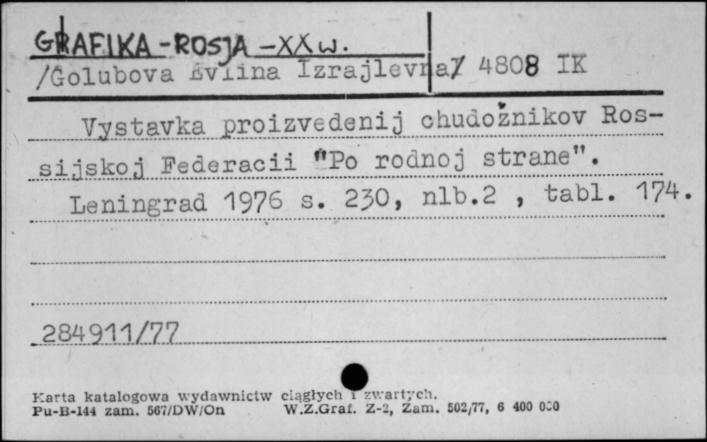 GRAFIKA - ROSJA - XX w.
/Golubova Evlina Izrajlevna/ 4808 IK
Vystavka proizvedenij chudožnikov Ros-
sijskoj Federacii "Po rodnoj strane".
Leningrad 1976 s. 230, nlb.2 , tabl. 174.
284911/77
Karta katalogowa wydawnictw ciągłych i zwartych.
Pu-B-144 zam. 567/DW/On W.Z.Graf. Z-2, Zam. 502/77, 6 400 000